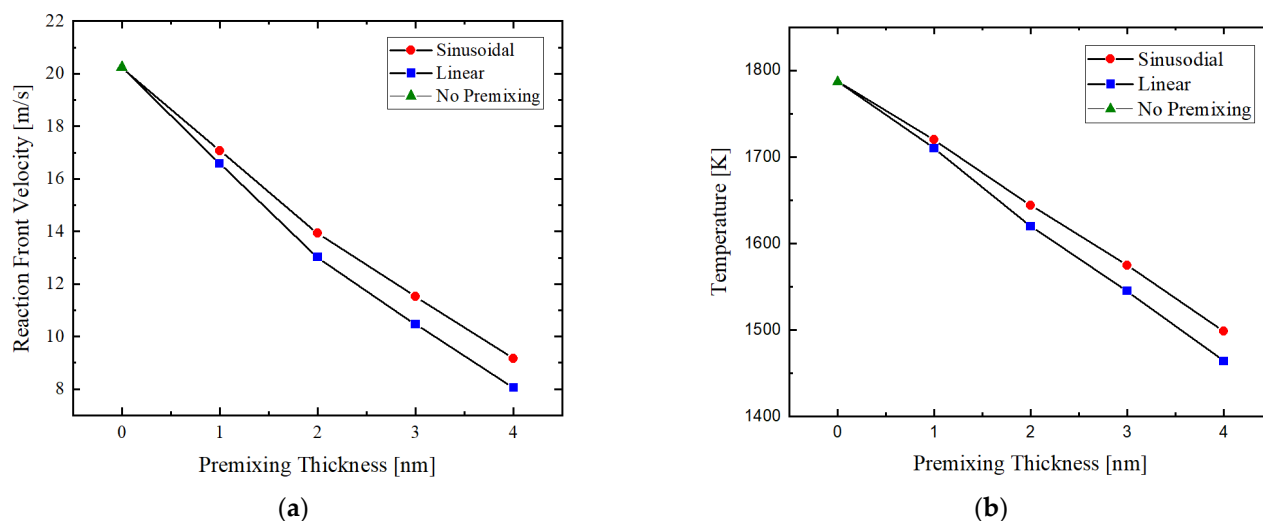 22
20
18
16
14
12
10
8
Reaction Front Velocity [m/s]
Sinusoidal
Linear
No Premixing
0 1 2 3 4
Premixing Thickness [nm]
(a)
1800
1700
1600
1500
1400
Temperature [K]
Sinusodial
Linear
No Premixing
0 1 2 3 4
Premixing Thickness [nm]
(b)